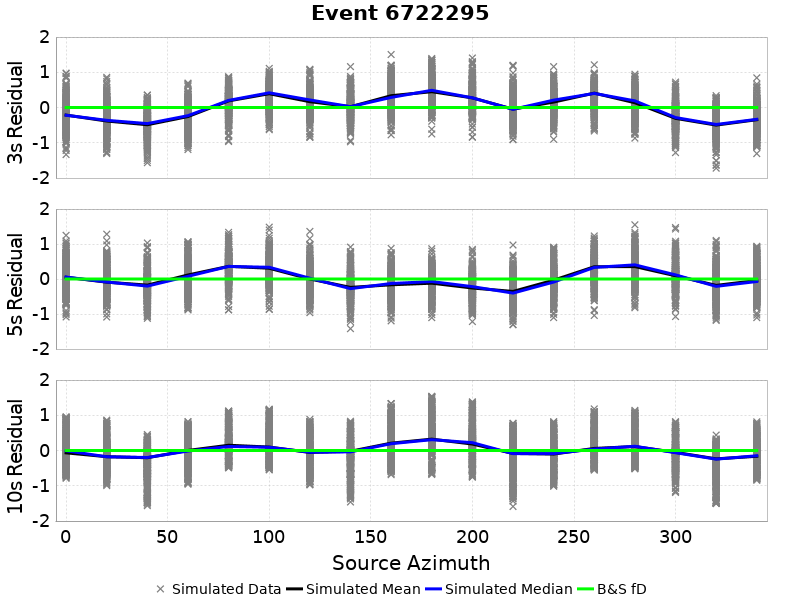 Event 6722295
3s Residual
2
1
0
-1
-2
5s Residual
2
1
0
-1
-2
10s Residual
2
1
0
-1
-2
0 50 100 150 200 250 300
Source Azimuth
Simulated Data Simulated Mean Simulated Median B&S fD